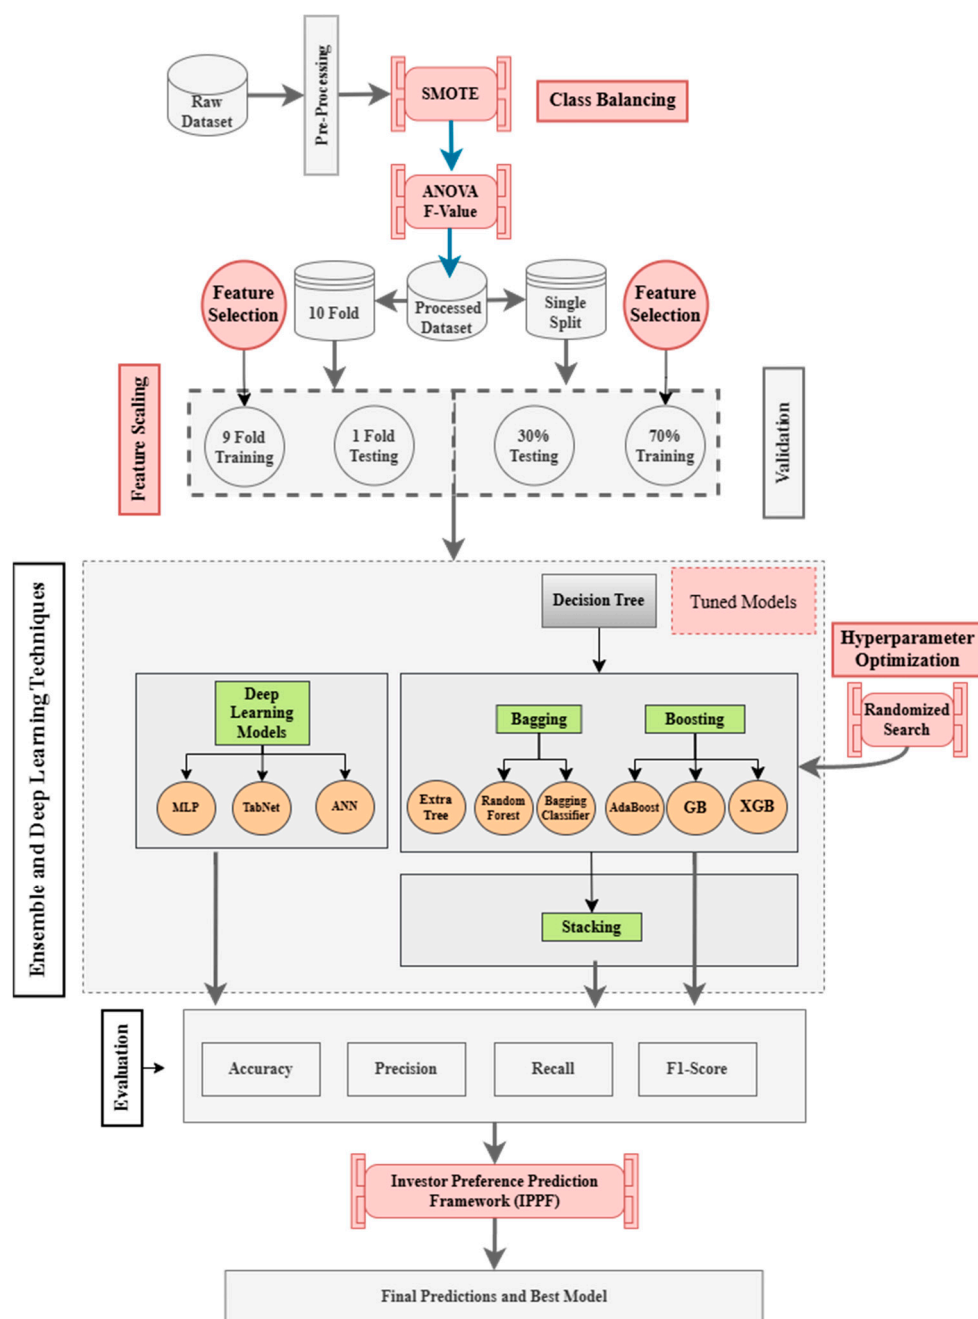 Raw
Dataset
Pre-Processing
SMOTE
Class Balancing
ANOVA
F-Value
Feature
Selection
10 Fold
Processed
Dataset
Single
Split
Feature
Selection
Feature Scaling
9 Fold
Training
1 Fold
Testing
30%
Testing
70%
Training
Validation
Ensemble and Deep Learning Techniques
Decision Tree
Tuned Models
Hyperparameter
Optimization
Randomized
Search
Deep
Learning
Models
Bagging
Boosting
MLP
TabNet
ANN
Extra
Tree
Random
Forest
Bagging
Classifier
AdaBoost
GB
XGB
Stacking
Evaluation
Accuracy
Precision
Recall
F1-Score
Investor Preference Prediction
Framework (IPPF)
Final Predictions and Best Model